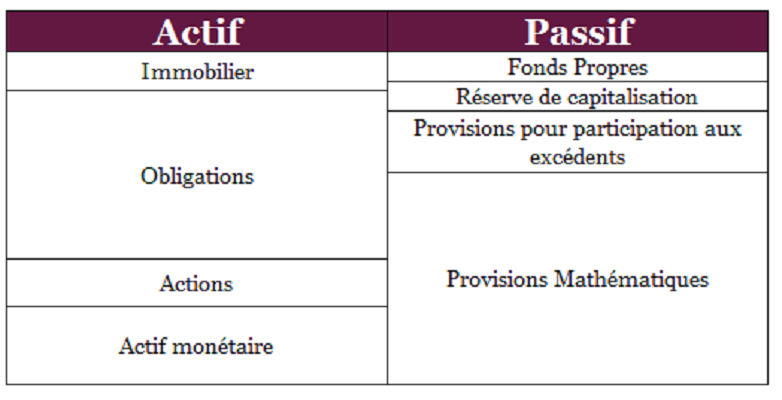 Actif
Passif
Immobilier
Fonds Propres
Réserve de capitalisation
Provisions pour participation aux
excédents
Obligations
Actions
Provisions Mathématiques
Actif monétaire